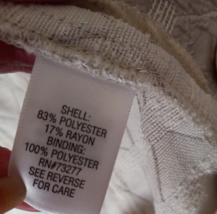 SHELL:
83% POLYESTER
17% RAYON
BINDING:
100% POLYESTER
RN#73277
SEE REVERSE
FOR CARE